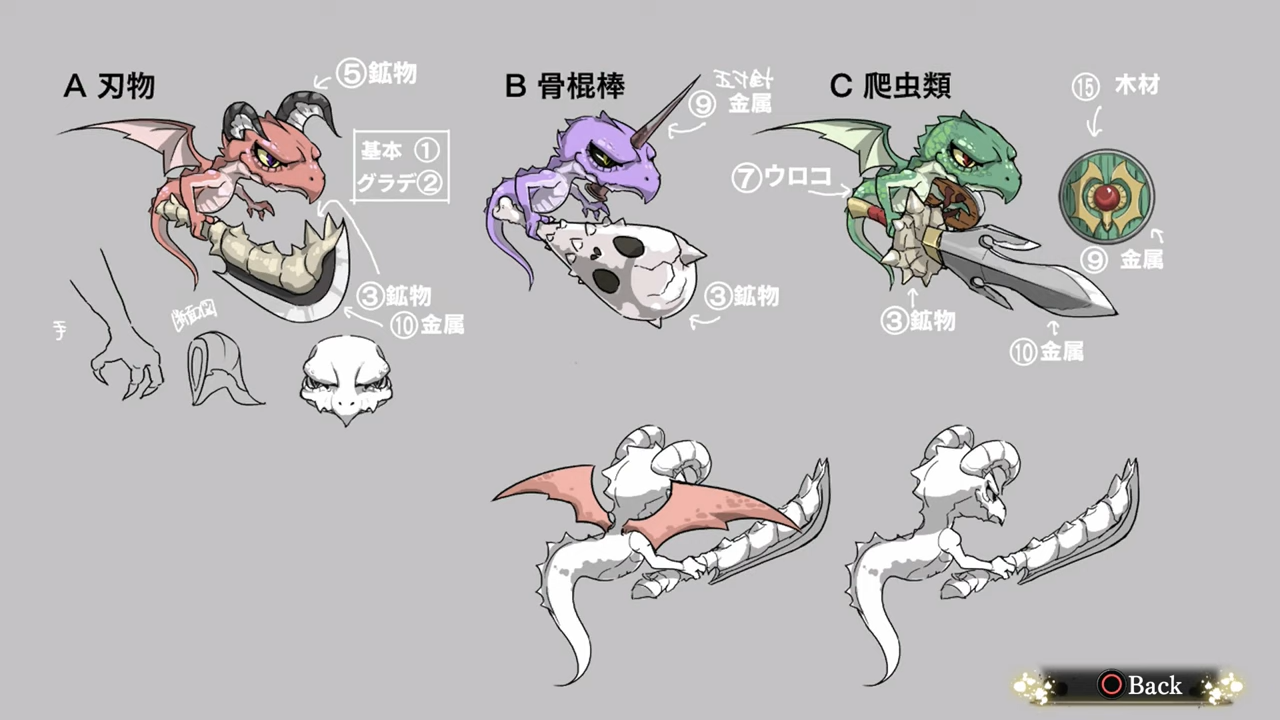 A 刃物
⑤鉱物
基本 ①
グラデ②
③鉱物
⑩金属
手
断面図
B 骨棍棒
⑨ 金属
③鉱物
C 爬虫類
⑦ウロコ
③鉱物
⑩金属
⑮ 木材
⑨ 金属
Back